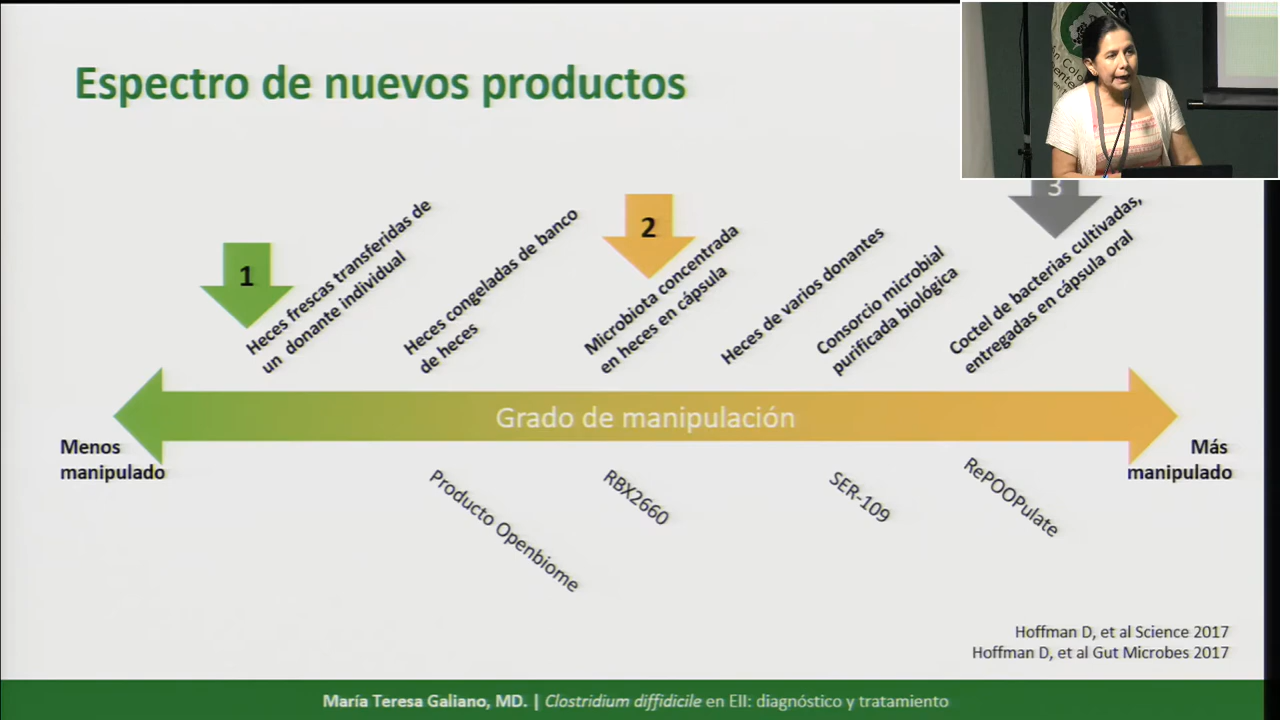 Espectro de nuevos productos
1
2
3
Heces frescas transferidas de
un donante individual
Heces congeladas de banco
de heces
Microbiota concentrada
en heces en cápsula
Heces de varios donantes
Consorcio microbial
purificada biológica
Coctel de bacterias cultivadas,
entregadas en cápsula oral
Grado de manipulación
Menos
manipulado
Más
manipulado
Producto Openbiome
RBX2660
SER-109
RePOOPulate
Hoffman D, et al Science 2017
Hoffman D, et al Gut Microbes 2017
María Teresa Galiano, MD. | Clostridium diffidicile en EII: diagnóstico y tratamiento